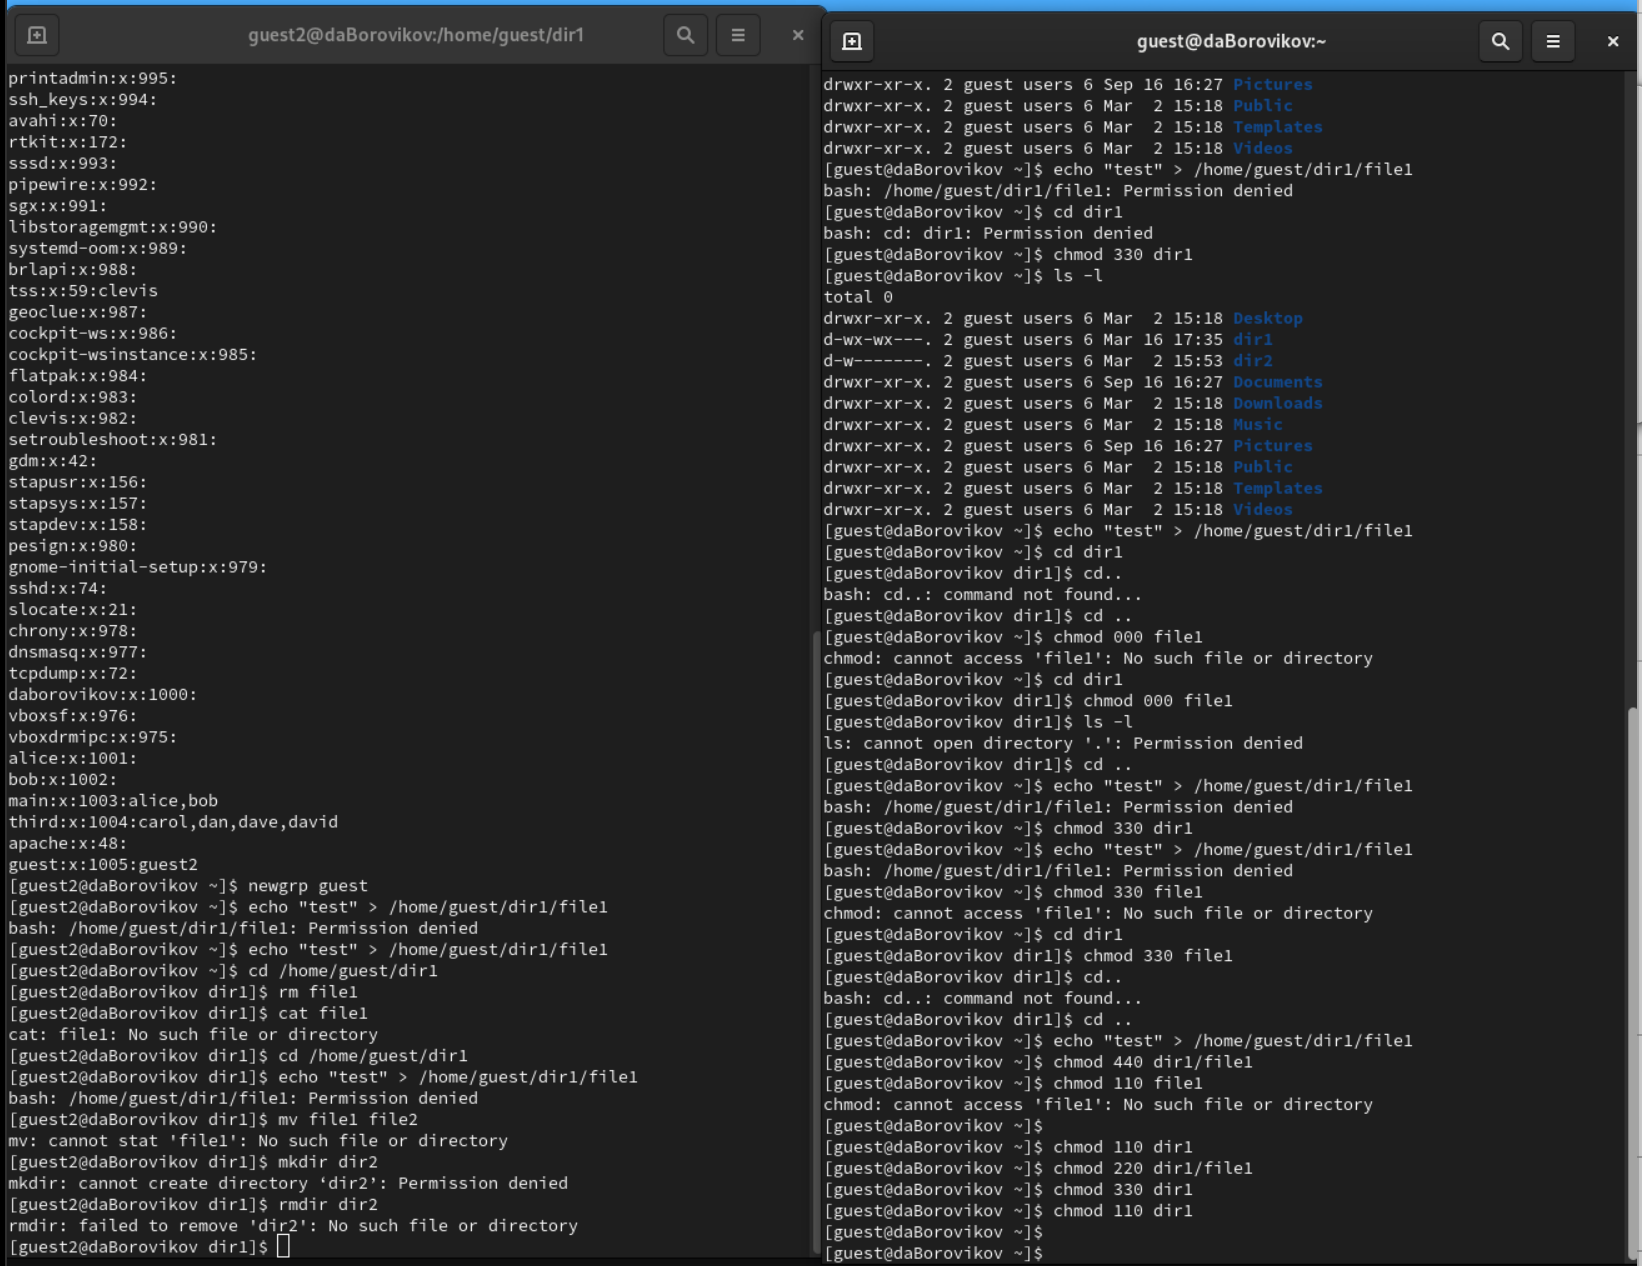 guest2@daBorovikov:/home/guest/dir1
printadmin:x:995:
ssh_keys:x:994:
avahi:x:70:
rtkit:x:172:
sssd:x:993:
pipewire:x:992:
sgx:x:991:
libstoragemgmt:x:990:
systemd-oom:x:989:
brlapi:x:988:
tss:x:59:clevis
geoclue:x:987:
cockpit-ws:x:986:
cockpit-wsinstance:x:985:
flatpak:x:984:
colord:x:983:
clevis:x:982:
setroubleshoot:x:981:
gdm:x:42:
stapusr:x:156:
stapsys:x:157:
stapdev:x:158:
pesign:x:980:
gnome-initial-setup:x:979:
sshd:x:74:
slocate:x:21:
chrony:x:978:
dnsmasq:x:977:
tcpdump:x:72:
daborovikov:x:1000:
vboxsf:x:976:
vboxdrmipc:x:975:
alice:x:1001:
bob:x:1002:
main:x:1003:alice,bob
third:x:1004:carol,dan,dave,david
apache:x:48:
guest:x:1005:guest2
[guest2@daBorovikov ~]$ newgrp guest
[guest2@daBorovikov ~]$ echo "test" > /home/guest/dir1/file1
bash: /home/guest/dir1/file1: Permission denied
[guest2@daBorovikov ~]$ echo "test" > /home/guest/dir1/file1
[guest2@daBorovikov ~]$ cd /home/guest/dir1
[guest2@daBorovikov dir1]$ rm file1
[guest2@daBorovikov dir1]$ cat file1
cat: file1: No such file or directory
[guest2@daBorovikov dir1]$ cd /home/guest/dir1
[guest2@daBorovikov dir1]$ echo "test" > /home/guest/dir1/file1
bash: /home/guest/dir1/file1: Permission denied
[guest2@daBorovikov dir1]$ mv file1 file2
mv: cannot stat 'file1': No such file or directory
[guest2@daBorovikov dir1]$ mkdir dir2
mkdir: cannot create directory ‘dir2’: Permission denied
[guest2@daBorovikov dir1]$ rmdir dir2
rmdir: failed to remove 'dir2': No such file or directory
[guest2@daBorovikov dir1]$
guest@daBorovikov:~
drwxr-xr-x. 2 guest users 6 Sep 16 16:27 Pictures
drwxr-xr-x. 2 guest users 6 Mar  2 15:18 Public
drwxr-xr-x. 2 guest users 6 Mar  2 15:18 Templates
drwxr-xr-x. 2 guest users 6 Mar  2 15:18 Videos
[guest@daBorovikov ~]$ echo "test" > /home/guest/dir1/file1
bash: /home/guest/dir1/file1: Permission denied
[guest@daBorovikov ~]$ cd dir1
bash: cd: dir1: Permission denied
[guest@daBorovikov ~]$ chmod 330 dir1
[guest@daBorovikov ~]$ ls -l
total 0
drwxr-xr-x. 2 guest users 6 Mar  2 15:18 Desktop
d-wx-wx---. 2 guest users 6 Mar 16 17:35 dir1
d-w-------. 2 guest users 6 Mar  2 15:53 dir2
drwxr-xr-x. 2 guest users 6 Sep 16 16:27 Documents
drwxr-xr-x. 2 guest users 6 Mar  2 15:18 Downloads
drwxr-xr-x. 2 guest users 6 Mar  2 15:18 Music
drwxr-xr-x. 2 guest users 6 Sep 16 16:27 Pictures
drwxr-xr-x. 2 guest users 6 Mar  2 15:18 Public
drwxr-xr-x. 2 guest users 6 Mar  2 15:18 Templates
drwxr-xr-x. 2 guest users 6 Mar  2 15:18 Videos
[guest@daBorovikov ~]$ echo "test" > /home/guest/dir1/file1
[guest@daBorovikov ~]$ cd dir1
[guest@daBorovikov dir1]$ cd..
bash: cd..: command not found...
[guest@daBorovikov dir1]$ cd ..
[guest@daBorovikov ~]$ chmod 000 file1
chmod: cannot access 'file1': No such file or directory
[guest@daBorovikov ~]$ cd dir1
[guest@daBorovikov dir1]$ chmod 000 file1
[guest@daBorovikov dir1]$ ls -l
ls: cannot open directory '.': Permission denied
[guest@daBorovikov dir1]$ cd ..
[guest@daBorovikov ~]$ echo "test" > /home/guest/dir1/file1
bash: /home/guest/dir1/file1: Permission denied
[guest@daBorovikov ~]$ chmod 330 dir1
[guest@daBorovikov ~]$ echo "test" > /home/guest/dir1/file1
bash: /home/guest/dir1/file1: Permission denied
[guest@daBorovikov ~]$ chmod 330 file1
chmod: cannot access 'file1': No such file or directory
[guest@daBorovikov ~]$ cd dir1
[guest@daBorovikov dir1]$ chmod 330 file1
[guest@daBorovikov dir1]$ cd..
bash: cd..: command not found...
[guest@daBorovikov dir1]$ cd ..
[guest@daBorovikov ~]$ echo "test" > /home/guest/dir1/file1
[guest@daBorovikov ~]$ chmod 440 dir1/file1
[guest@daBorovikov ~]$ chmod 110 file1
chmod: cannot access 'file1': No such file or directory
[guest@daBorovikov ~]$
[guest@daBorovikov ~]$ chmod 110 dir1
[guest@daBorovikov ~]$ chmod 220 dir1/file1
[guest@daBorovikov ~]$ chmod 330 dir1
[guest@daBorovikov ~]$ chmod 110 dir1
[guest@daBorovikov ~]$
[guest@daBorovikov ~]$